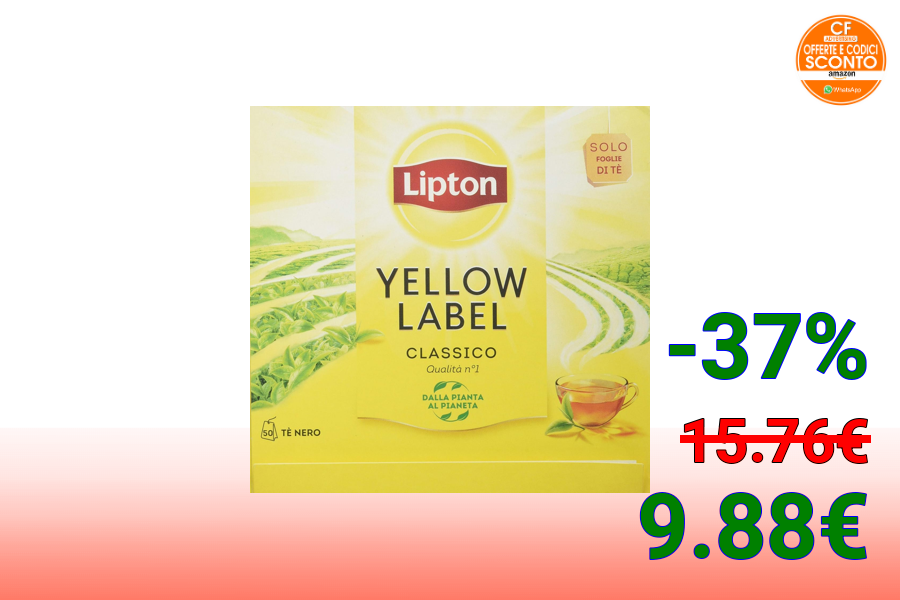 CF
ADVERTISING
OFFERTE E CODICI
SCONTO
amazon
WhatsApp
SOLO
FOGLIE
DI TÈ
Lipton
YELLOW
LABEL
CLASSICO
Qualità n°1
DALLA PIANTA
AL PIANETA
50 TÈ NERO
-37%
15.76€
9.88€